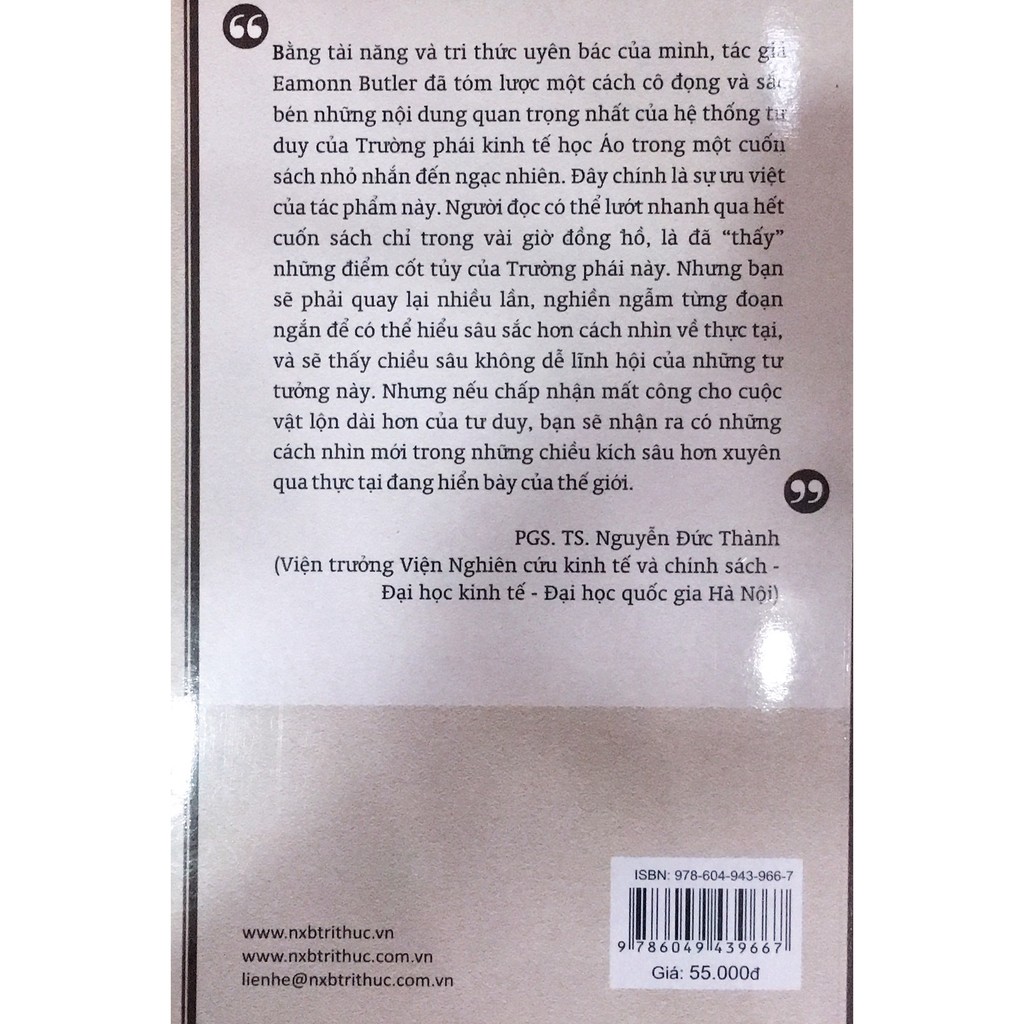 Bằng tài năng và tri thức uyên bác của mình, tác giả
Eamonn Butler đã tóm lược một cách cô đọng và sắc
bén những nội dung quan trọng nhất của hệ thống tư
duy của Trường phái kinh tế học Áo trong một cuốn
sách nhỏ nhắn đến ngạc nhiên. Đây chính là sự ưu việt
của tác phẩm này. Người đọc có thể lướt nhanh qua hết
cuốn sách chỉ trong vài giờ đồng hồ, là đã “thấy”
những điểm cốt tủy của Trường phái này. Nhưng bạn
sẽ phải quay lại nhiều lần, nghiền ngẫm từng đoạn
ngắn để có thể hiểu sâu sắc hơn cách nhìn về thực tại,
và sẽ thấy chiều sâu không dễ lĩnh hội của những tư
tưởng này. Nhưng nếu chấp nhận mất công cho cuộc
vật lộn dài hơn của tư duy, bạn sẽ nhận ra có những
cách nhìn mới trong những chiều kích sâu hơn xuyên
qua thực tại đang hiển bày của thế giới.
PGS. TS. Nguyễn Đức Thành
(Viện trưởng Viện Nghiên cứu kinh tế và chính sách -
Đại học kinh tế - Đại học quốc gia Hà Nội)
ISBN: 978-604-943-966-7
9 786049 439667
Giá: 55.000đ
www.nxbtrithuc.vn
www.nxbtrithuc.com.vn
lienhe@nxbtrithuc.com.vn